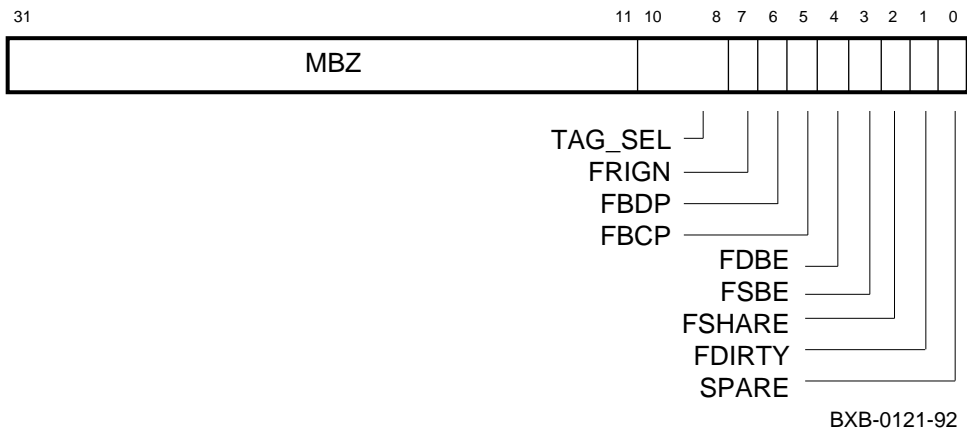 31 11 10 8 7 6 5 4 3 2 1 0
MBZ
TAG_SEL
FRIGN
FBDP
FBCP
FDBE
FSBE
FSHARE
FDIRTY
SPARE
BXB-0121-92